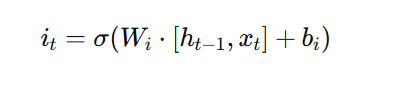 i_t = σ(W_i · [h_{t−1}, x_t] + b_i)